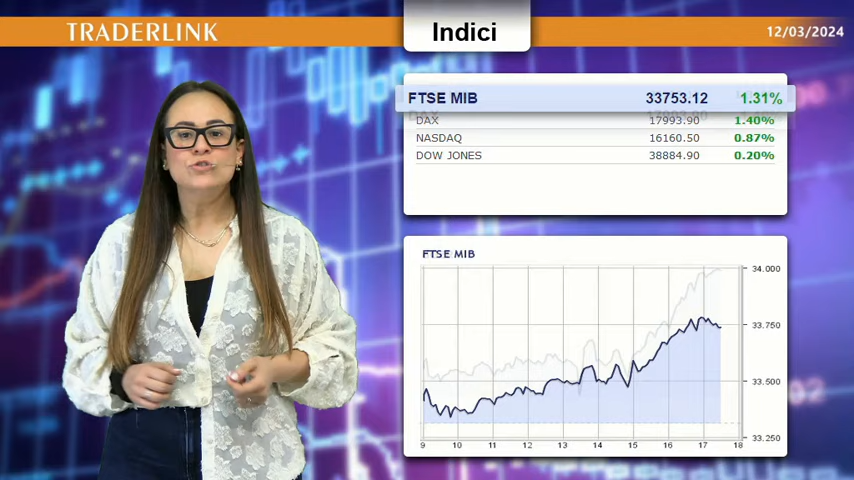 TRADERLINK
Indici
12/03/2024
FTSE MIB 33753.12 1.31%
DAX 17993.90 1.40%
NASDAQ 16160.50 0.87%
DOW JONES 38884.90 0.20%
FTSE MIB
34.000
33.750
33.500
33.250
9 10 11 12 13 14 15 16 17 18